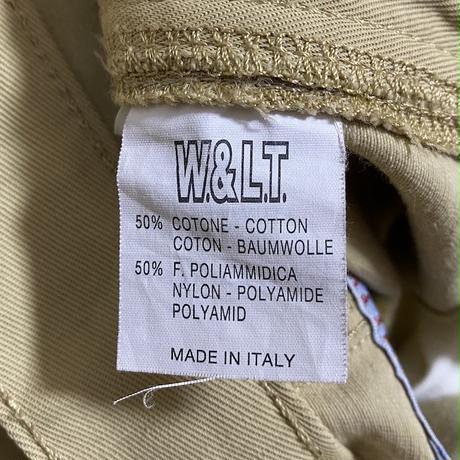 W.&L.T.
50% COTONE - COTTON
COTON - BAUMWOLLE
50% F. POLIAMMIDICA
NYLON - POLYAMIDE
POLYAMID
MADE IN ITALY